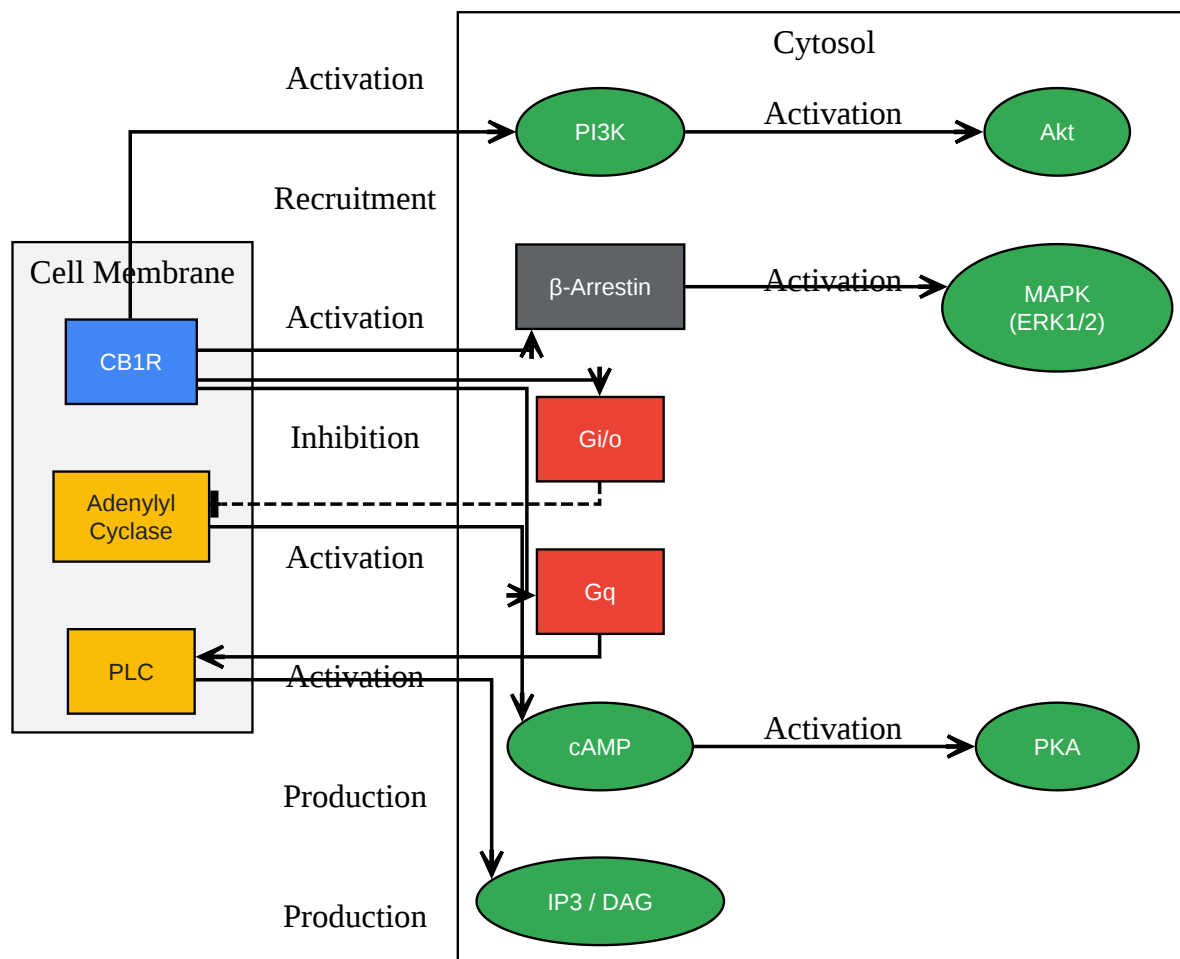 Cytosol
Activation
PI3K
Activation
Akt
Recruitment
Cell Membrane
β-Arrestin
Activation
MAPK
(ERK1/2)
Activation
CB1R
Inhibition
Gi/o
Adenylyl
Cyclase
Activation
Gq
PLC
Activation
cAMP
Activation
PKA
Production
IP3 / DAG
Production